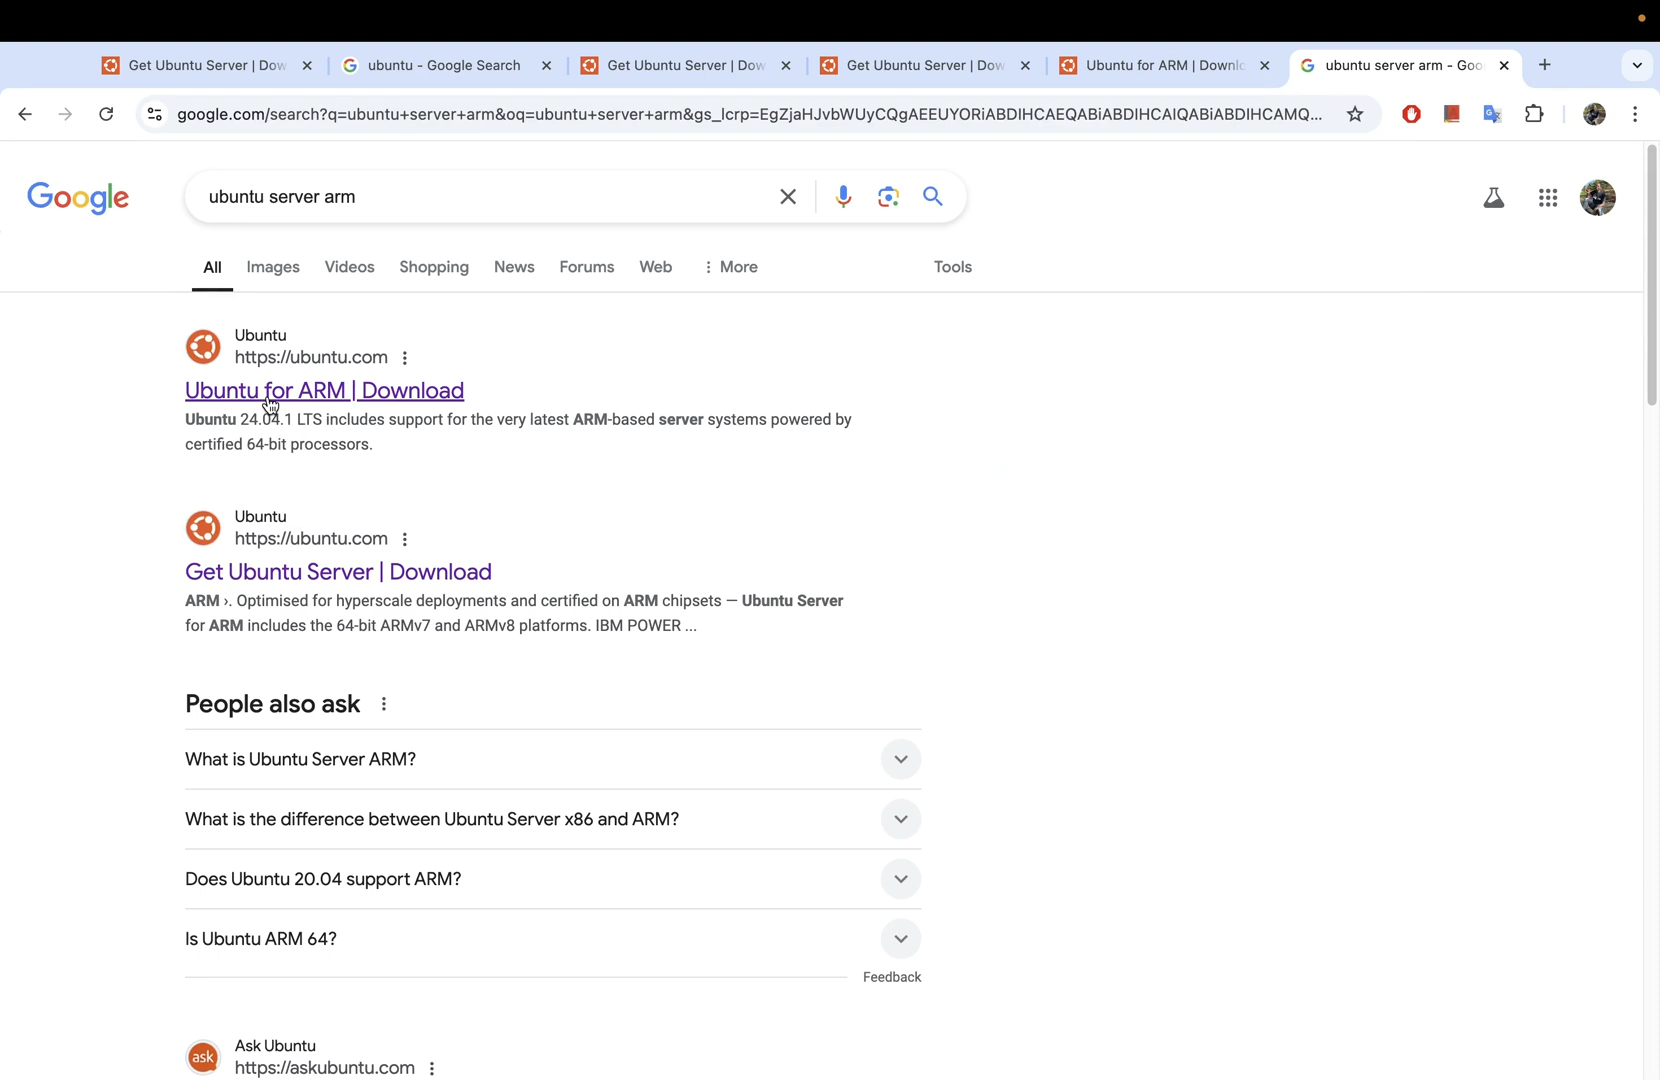 Get Ubuntu Server | Dow
ubuntu - Google Search
Get Ubuntu Server | Dow
Get Ubuntu Server | Dow
Ubuntu for ARM | Downlo
ubuntu server arm - Goo
google.com/search?q=ubuntu+server+arm&oq=ubuntu+server+arm&gs_lcrp=EgZjaHJvbWUyCQgAEEUYORiABDIHCAEQABiABDIHCAIQABiABDIHCAMQ...
Google
ubuntu server arm
All
Images
Videos
Shopping
News
Forums
Web
More
Tools
Ubuntu
https://ubuntu.com
Ubuntu for ARM | Download
Ubuntu 24.04.1 LTS includes support for the very latest ARM-based server systems powered by
certified 64-bit processors.
Ubuntu
https://ubuntu.com
Get Ubuntu Server | Download
ARM ›. Optimised for hyperscale deployments and certified on ARM chipsets — Ubuntu Server
for ARM includes the 64-bit ARMv7 and ARMv8 platforms. IBM POWER ...
People also ask
What is Ubuntu Server ARM?
What is the difference between Ubuntu Server x86 and ARM?
Does Ubuntu 20.04 support ARM?
Is Ubuntu ARM 64?
Feedback
ask
Ask Ubuntu
https://askubuntu.com